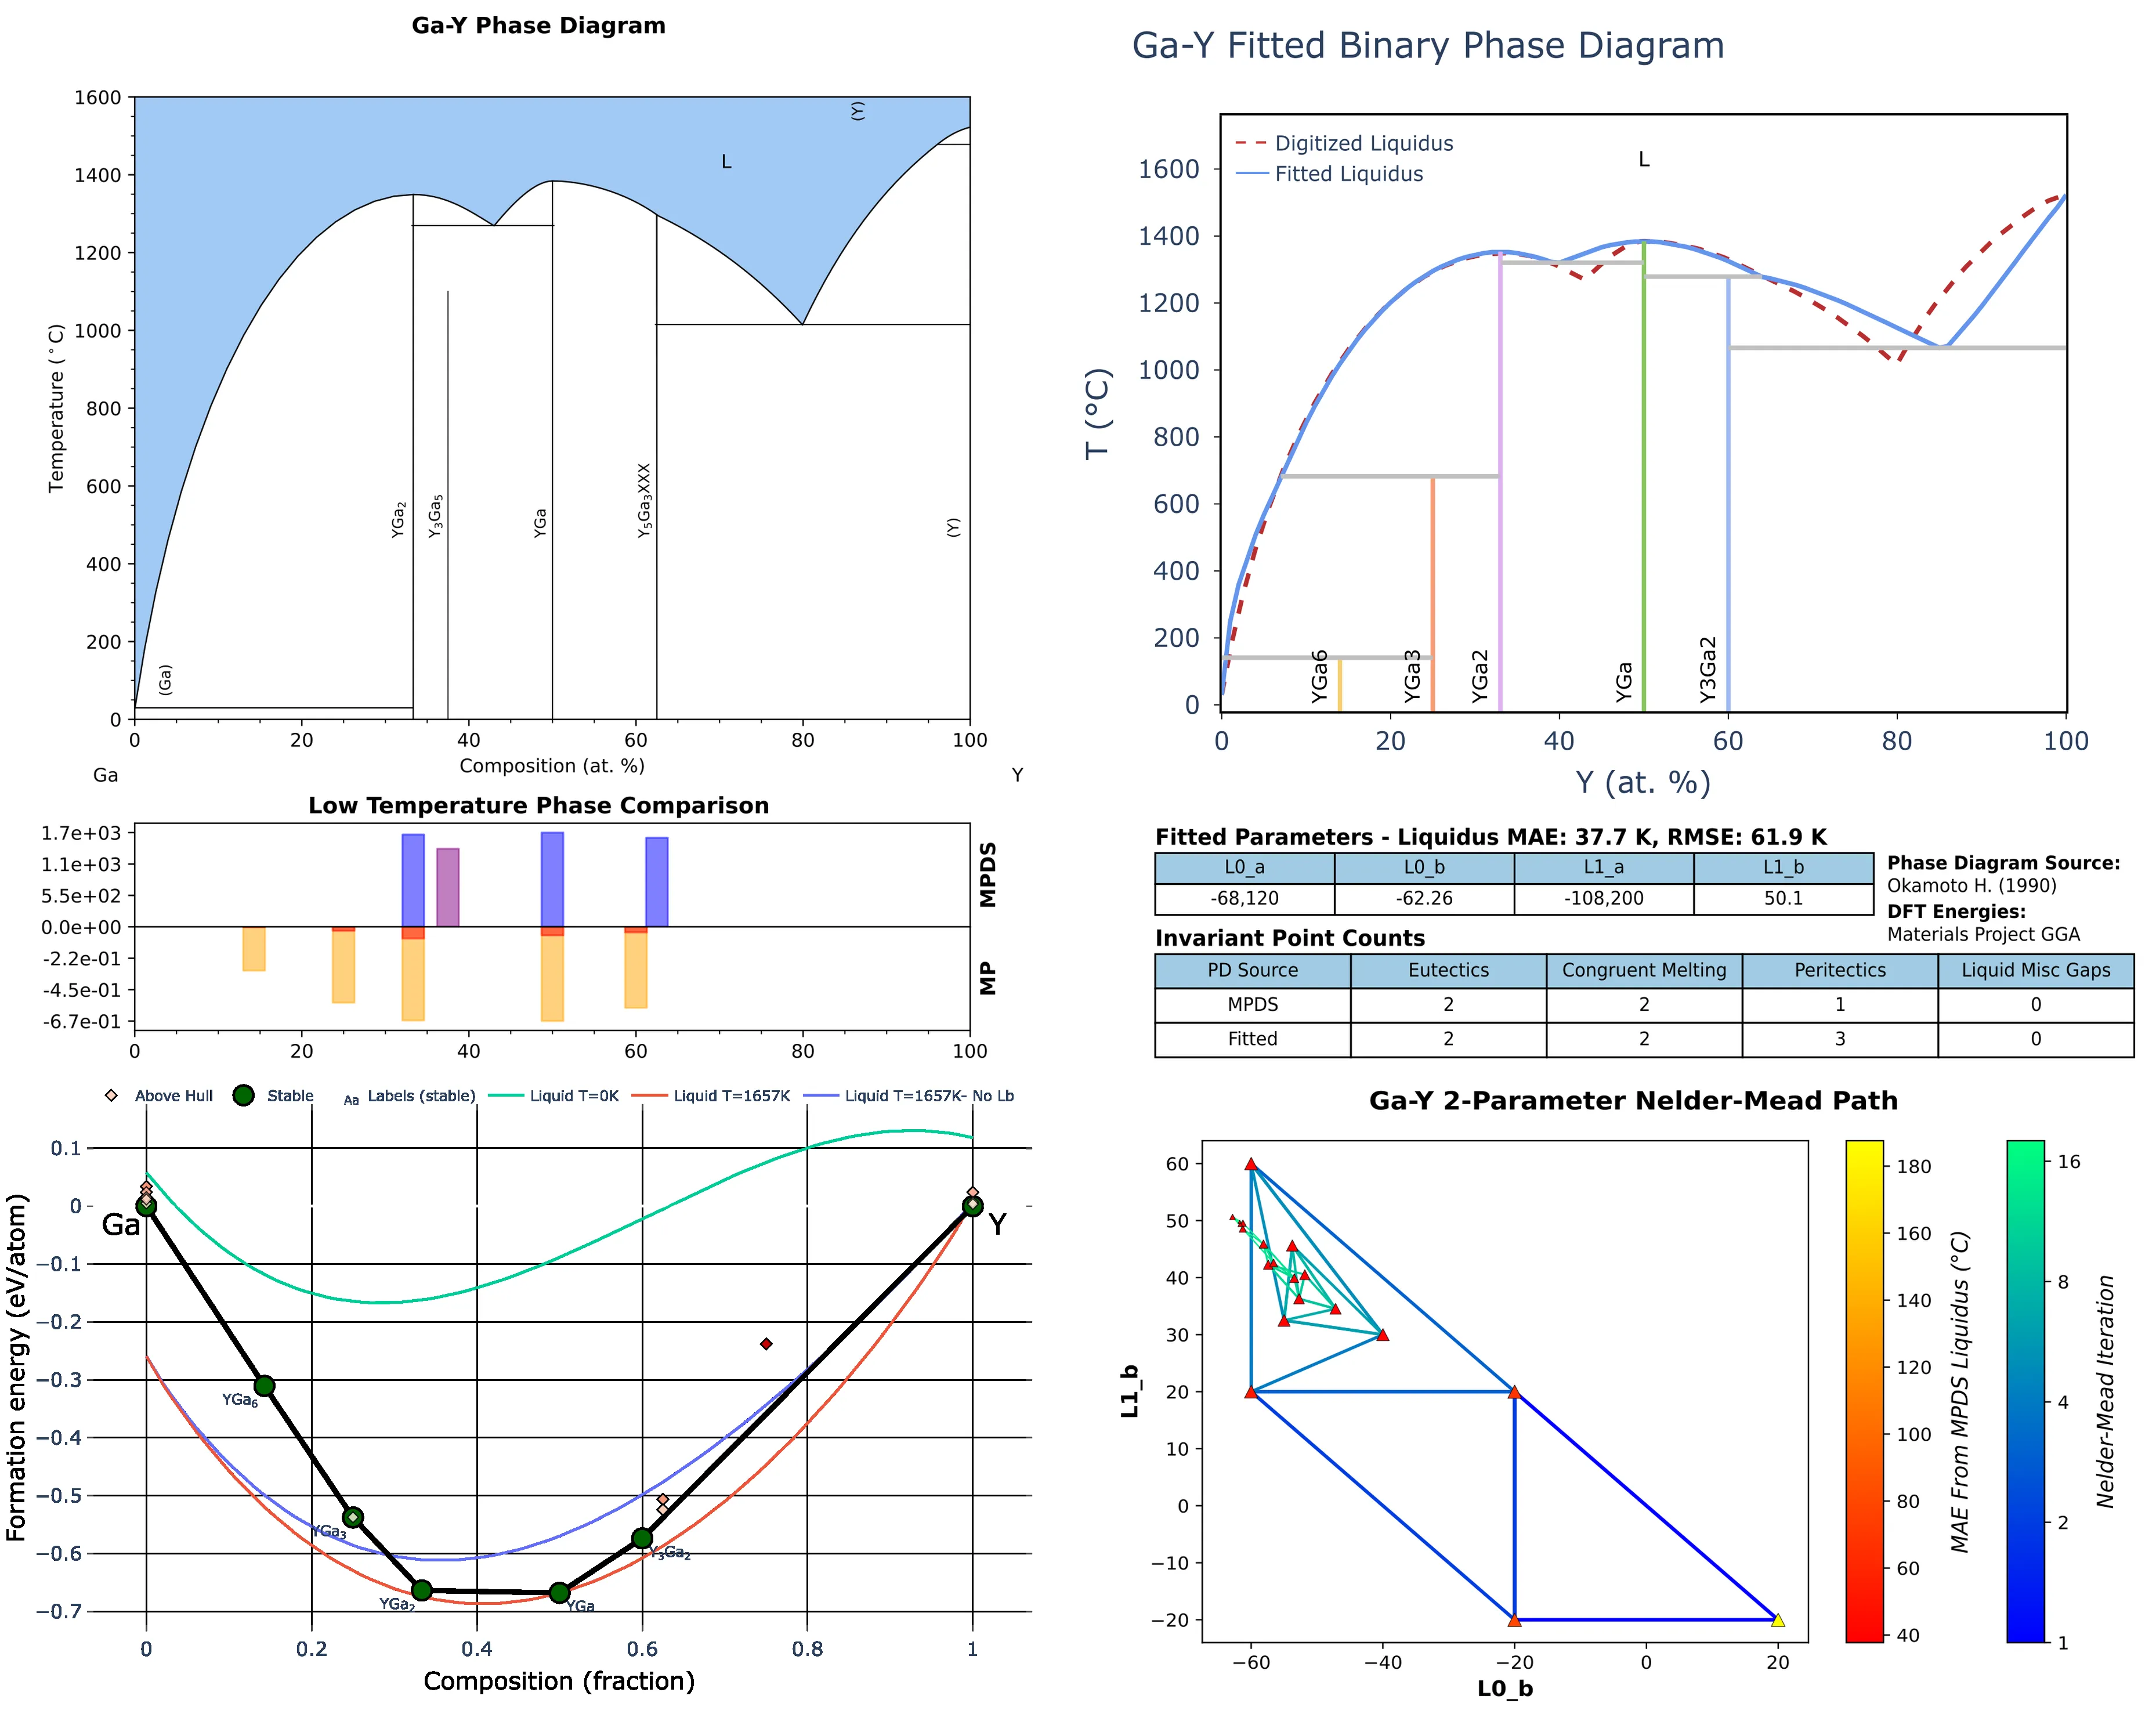 Ga-Y Phase Diagram
1600
1400
1200
1000
800
600
400
200
0
Temperature (°C)
(Y)
L
YGa2
Y3Ga5
YGa
Y5Ga3XXX
(Y)
(Ga)
0 20 40 60 80 100
Composition (at. %)
Ga
Y
Ga-Y Fitted Binary Phase Diagram
Digitized Liquidus
Fitted Liquidus
L
1600
1400
1200
1000
800
600
400
200
0
T (°C)
YGa6
YGa3
YGa2
YGa
Y3Ga2
0 20 40 60 80 100
Y (at. %)
Low Temperature Phase Comparison
1.7e+03
1.1e+03
5.5e+02
0.0e+00
-2.2e-01
-4.5e-01
-6.7e-01
MPDS
MP
0 20 40 60 80 100
Fitted Parameters - Liquidus MAE: 37.7 K, RMSE: 61.9 K
L0_a L0_b L1_a L1_b
-68,120 -62.26 -108,200 50.1
Phase Diagram Source:
Okamoto H. (1990)
DFT Energies:
Materials Project GGA
Invariant Point Counts
PD Source Eutectics Congruent Melting Peritectics Liquid Misc Gaps
MPDS 2 2 1 0
Fitted 2 2 3 0
Above Hull Stable Aa Labels (stable) Liquid T=0K Liquid T=1657K Liquid T=1657K- No Lb
0.1
0
−0.1
−0.2
−0.3
−0.4
−0.5
−0.6
−0.7
Formation energy (eV/atom)
Ga
Y
YGa6
YGa3
YGa2
YGa
Y3Ga2
0 0.2 0.4 0.6 0.8 1
Composition (fraction)
Ga-Y 2-Parameter Nelder-Mead Path
60
50
40
30
20
10
0
−10
−20
L1_b
−60 −40 −20 0 20
L0_b
180
160
140
120
100
80
60
40
MAE From MPDS Liquidus (°C)
16
8
4
2
1
Nelder-Mead Iteration